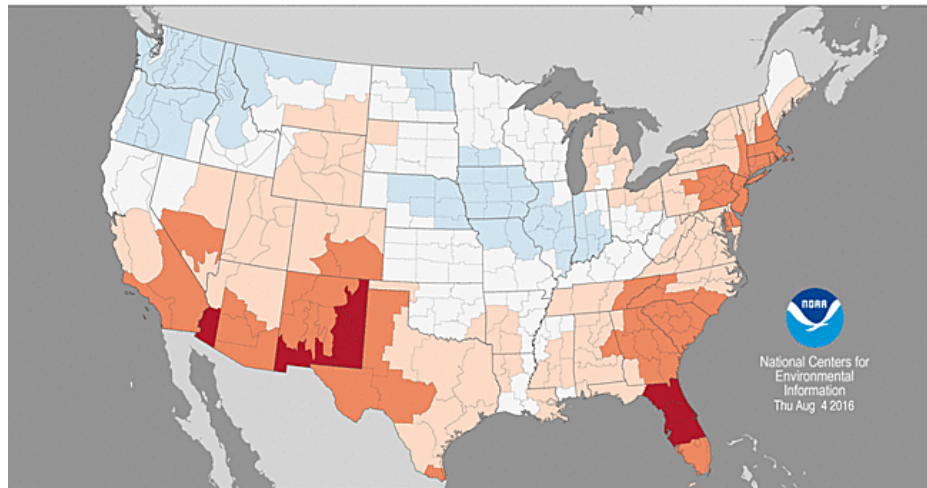 NOAA
National Centers for
Environmental
Information
Thu Aug 4 2016